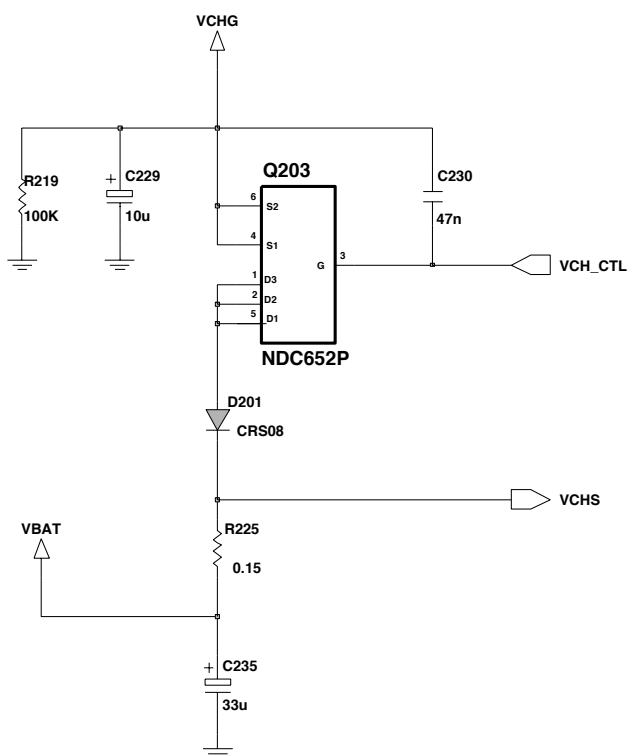 VCHG
R219
100K
+ C229
10u
Q203
6 S2
4 S1
1 D3
2 D2
5 D1
G 3
NDC652P
C230
47n
VCH_CTL
D201
CRS08
VCHS
VBAT
R225
0.15
+ C235
33u